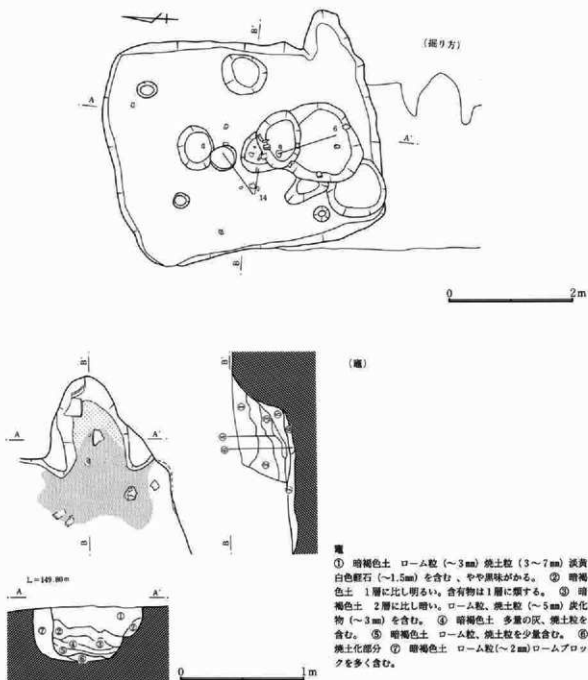 (掘り方)
B'
A
A'
6
14
B
0 2m
(竈)
B'
B'
A
A'
B
B
L=149.80m
A
A'
① ② ③ ④ ⑤ ⑥ ⑦
0 1m
竈
① 暗褐色土 ローム粒（～3㎜）焼土粒（3～7㎜）淡黄
白色軽石（～1.5㎜）を含む、やや黒味がかる。 ② 暗褐
色土 1層に比し明るい。含有物は1層に類する。 ③ 暗
褐色土 2層に比し暗い。ローム粒、焼土粒（～5㎜）炭化
物（～3㎜）を含む。 ④ 暗褐色土 多量の灰、焼土粒を
含む。 ⑤ 暗褐色土 ローム粒、焼土粒を少量含む。 ⑥
焼土化部分 ⑦ 暗褐色土 ローム粒(～2㎜)ロームブロッ
クを多く含む。